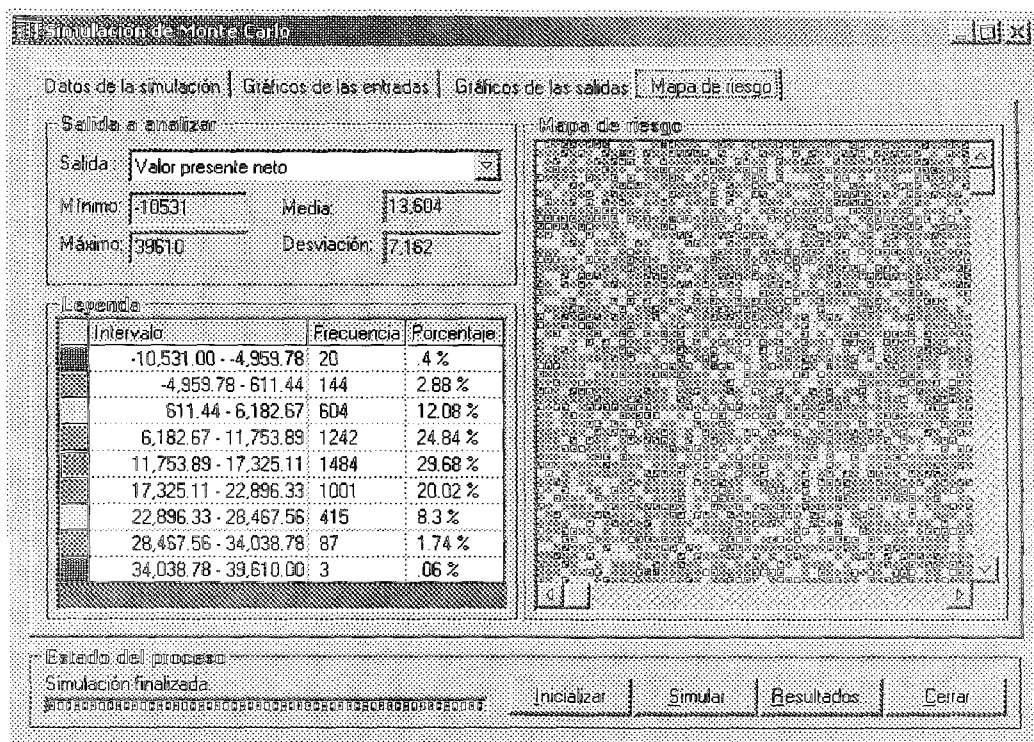 Simulación de Monte Carlo
Datos de la simulación Gráficos de las entradas Gráficos de las salidas Mapa de riesgo
Salida a analizar
Salida: Valor presente neto
Mínimo: -10531 Media: 13,604
Máximo: 39610 Desviación: 7,162
Mapa de riesgo
Leyenda
Intervalo Frecuencia Porcentaje
-10,531.00 - -4,959.78 20 .4 %
-4,959.78 - 611.44 144 2.88 %
611.44 - 6,182.67 604 12.08 %
6,182.67 - 11,753.89 1242 24.84 %
11,753.89 - 17,325.11 1484 29.68 %
17,325.11 - 22,896.33 1001 20.02 %
22,896.33 - 28,467.56 415 8.3 %
28,467.56 - 34,038.78 87 1.74 %
34,038.78 - 39,610.00 3 .06 %
Estado del proceso
Simulación finalizada.
Inicializar Simular Resultados Cerrar